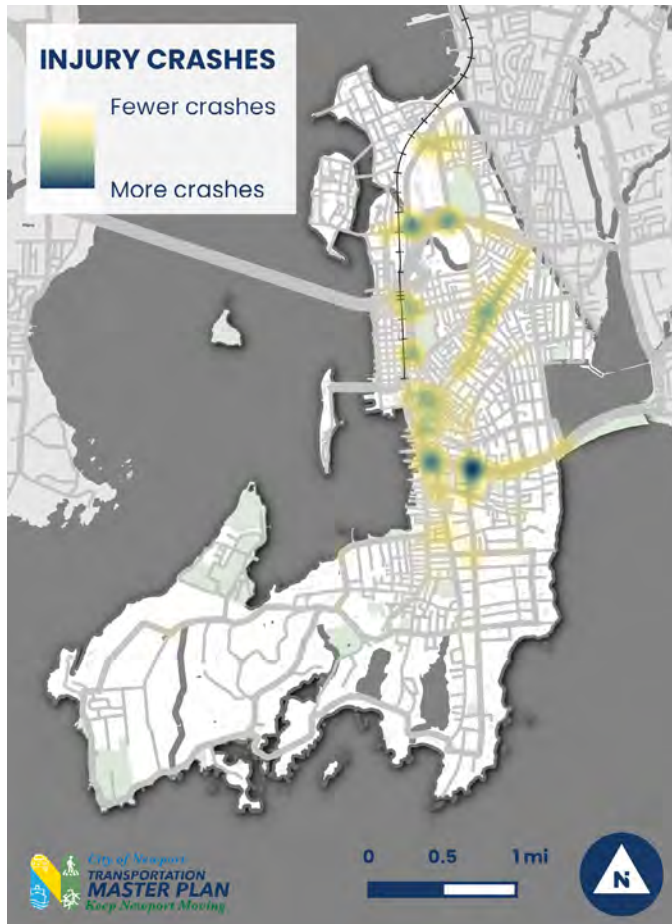 INJURY CRASHES
Fewer crashes
More crashes
City of Newport
TRANSPORTATION
MASTER PLAN
Keep Newport Moving
0 0.5 1 mi
N